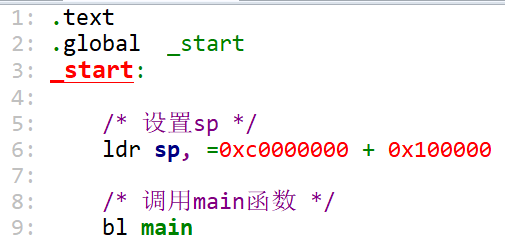 1: .text
2: .global  _start
3: _start:
4:
5:     /* 设置sp */
6:     ldr sp, =0xc0000000 + 0x100000
7:
8:     /* 调用main函数 */
9:     bl main